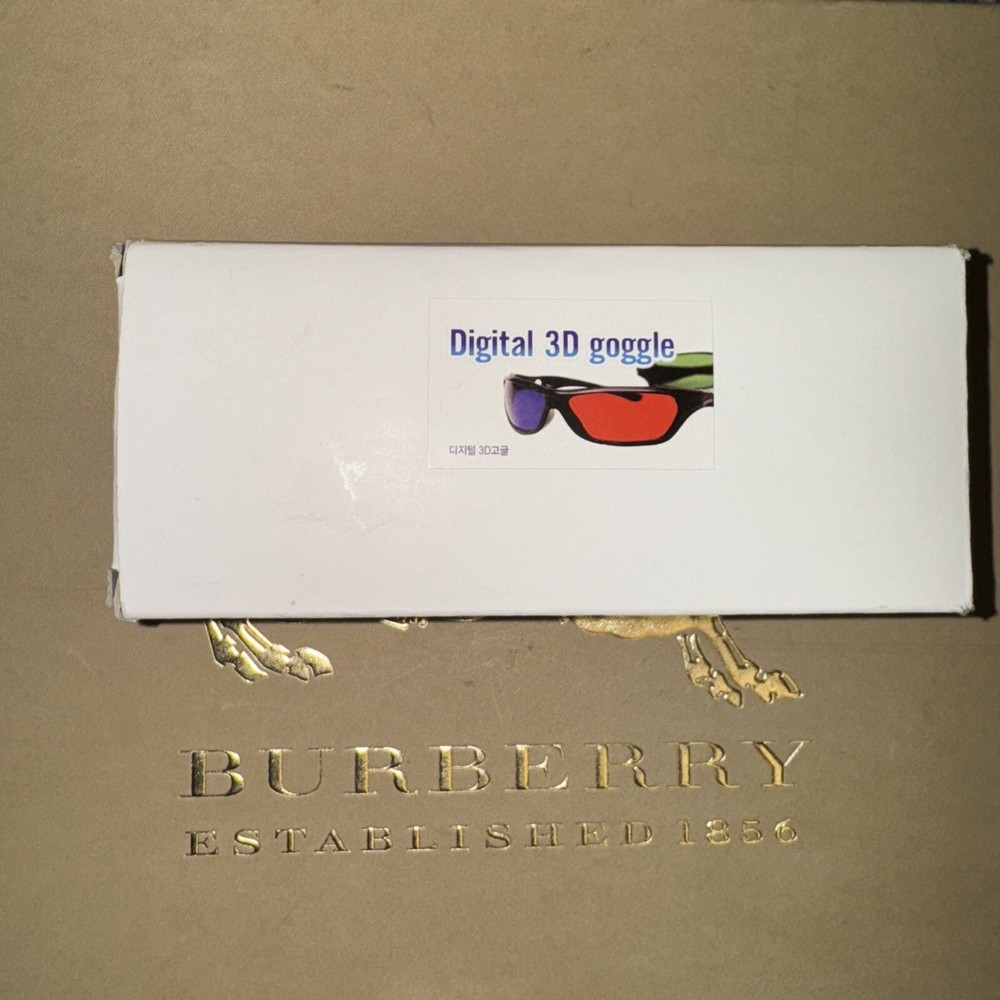 Digital 3D goggle
디지털 3D고글
BURBERRY
ESTABLISHED 1856